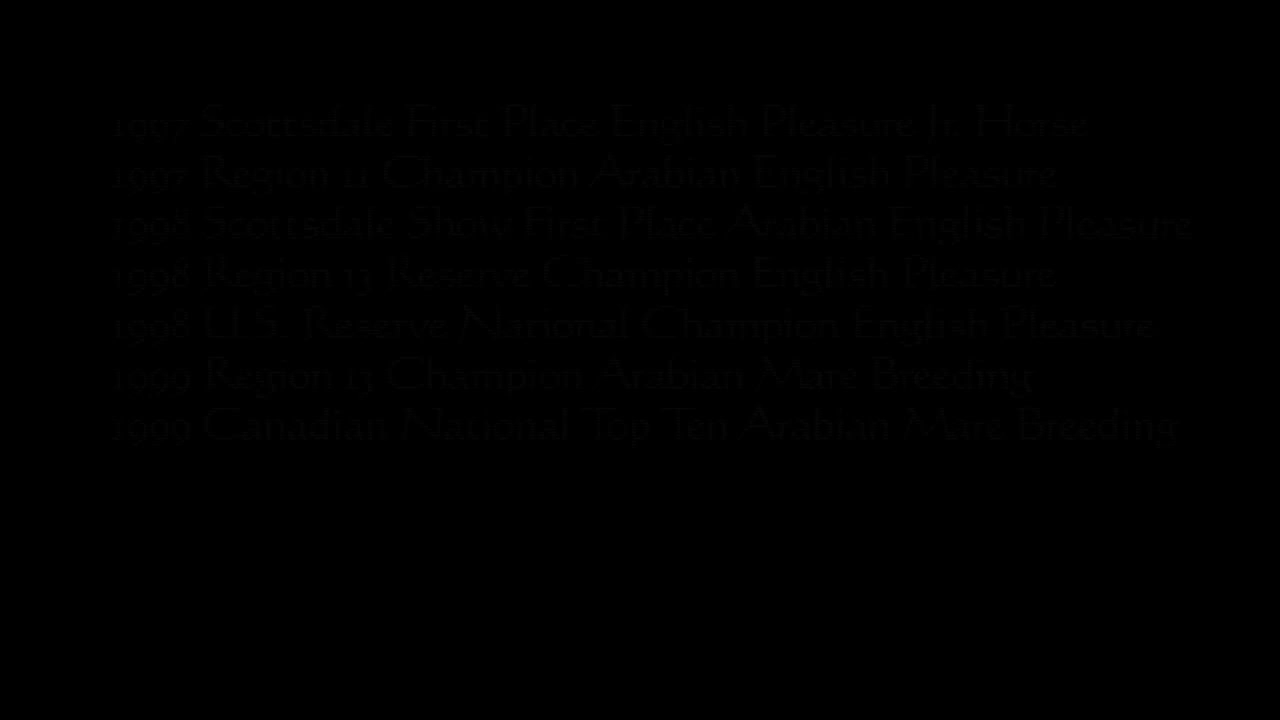 1997 Scottsdale First Place English Pleasure Jr. Horse
1997 Region 11 Champion Arabian English Pleasure
1998 Scottsdale Show First Place Arabian English Pleasure
1998 Region 13 Reserve Champion English Pleasure
1998 U.S. Reserve National Champion English Pleasure
1999 Region 13 Champion Arabian Mare Breeding
1999 Canadian National Top Ten Arabian Mare Breeding